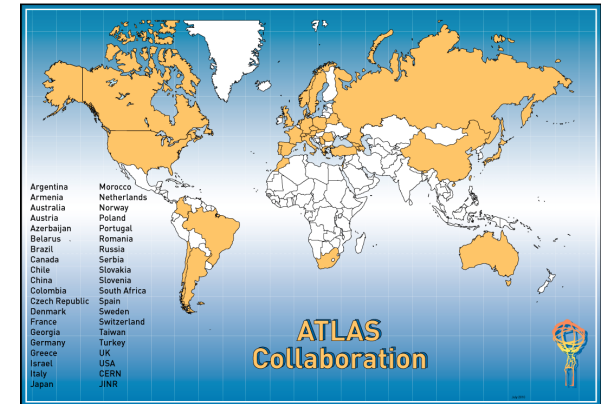 Argentina
Armenia
Australia
Austria
Azerbaijan
Belarus
Brazil
Canada
Chile
China
Colombia
Czech Republic
Denmark
France
Georgia
Germany
Greece
Israel
Italy
Japan
Morocco
Netherlands
Norway
Poland
Portugal
Romania
Russia
Serbia
Slovakia
Slovenia
South Africa
Spain
Sweden
Switzerland
Taiwan
Turkey
UK
USA
CERN
JINR
ATLAS
Collaboration